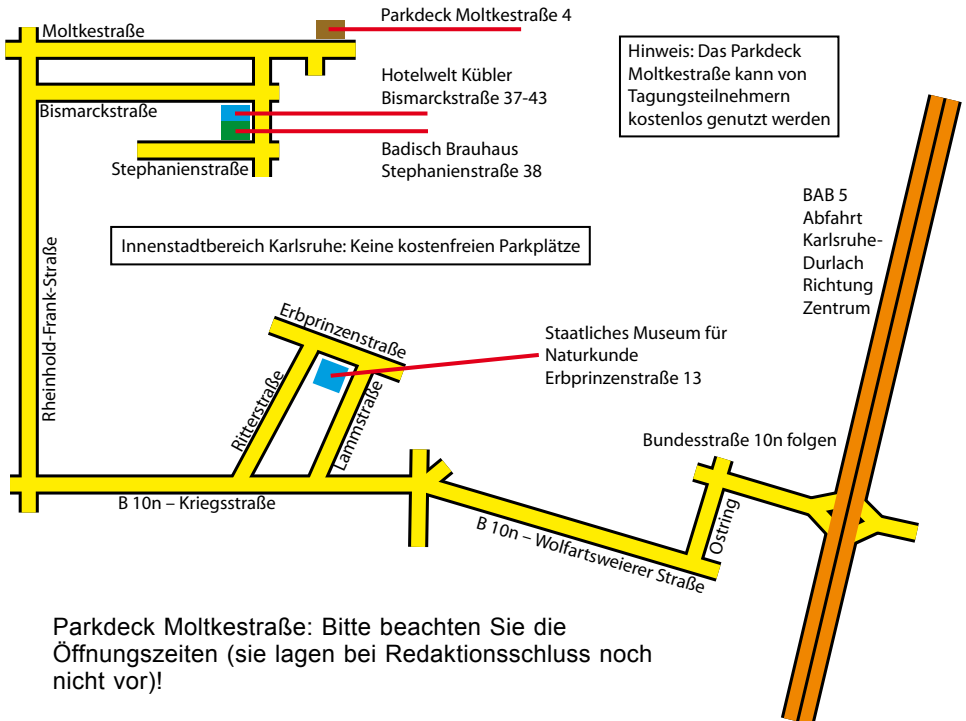 Parkdeck Moltkestraße 4
Moltkestraße
Hinweis: Das Parkdeck
Moltkestraße kann von
Tagungsteilnehmern
kostenlos genutzt werden
Hotelwelt Kübler
Bismarckstraße 37-43
Bismarckstraße
Badisch Brauhaus
Stephanienstraße 38
Stephanienstraße
BAB 5
Abfahrt
Karlsruhe-
Durlach
Richtung
Zentrum
Innenstadtbereich Karlsruhe: Keine kostenfreien Parkplätze
Rheinhold-Frank-Straße
Erbprinzenstraße
Staatliches Museum für
Naturkunde
Erbprinzenstraße 13
Ritterstraße
Lammstraße
Bundesstraße 10n folgen
B 10n – Kriegsstraße
B 10n – Wolfartsweierer Straße
Ostring
Parkdeck Moltkestraße: Bitte beachten Sie die
Öffnungszeiten (sie lagen bei Redaktionsschluss noch
nicht vor)!